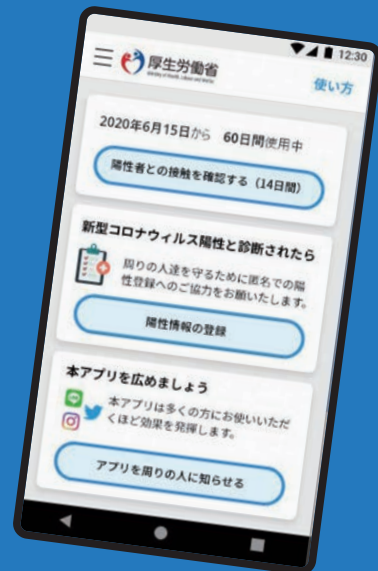 12:30
厚生労働省
Ministry of Health, Labour and Welfare
使い方
2020年6月15日から 60日間使用中
陽性者との接触を確認する（14日間）
新型コロナウィルス陽性と診断されたら
周りの人達を守るために匿名での陽
性登録へのご協力をお願いいたします。
陽性情報の登録
本アプリを広めましょう
本アプリは多くの方にお使いいただ
くほど効果を発揮します。
アプリを周りの人に知らせる